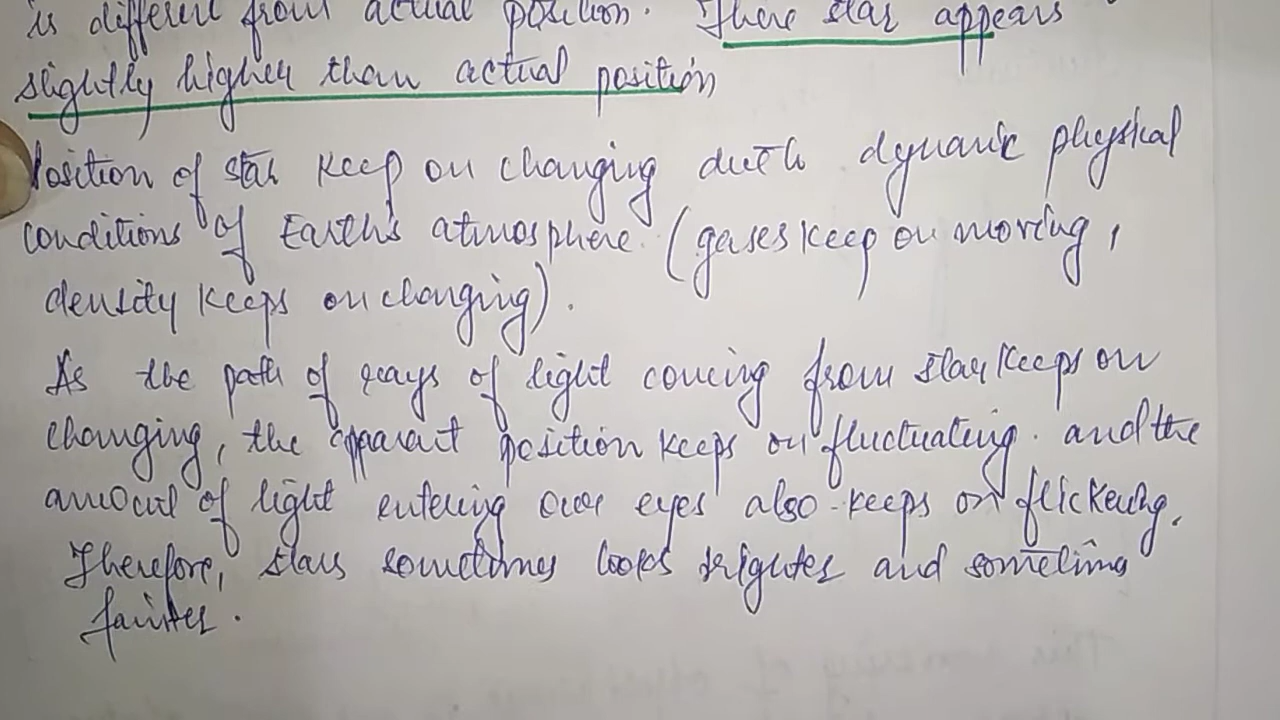 is different from actual position. There star appears
slightly higher than actual position
Position of star keep on changing due to dynamic physical
conditions of Earth's atmosphere. (gases keep on moving,
density keeps on changing).
As the path of rays of light coming from star keeps on
changing, the apparent position keeps on fluctuating. and the
amount of light entering our eyes also keeps on flickering.
Therefore, stars sometimes looks brighter and sometime
fainter.